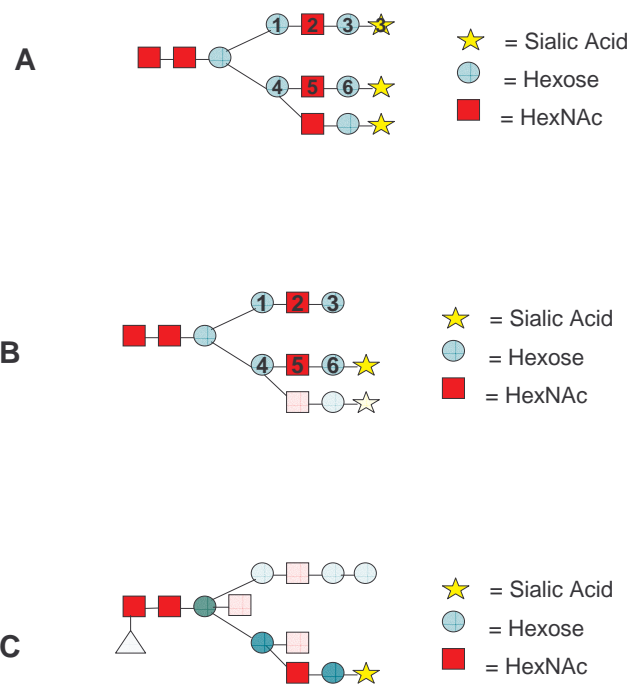 1 2 3 3
A
= Sialic Acid
= Hexose
4 5 6
= HexNAc
1 2 3
= Sialic Acid
B
= Hexose
4 5 6
= HexNAc
= Sialic Acid
= Hexose
C
= HexNAc